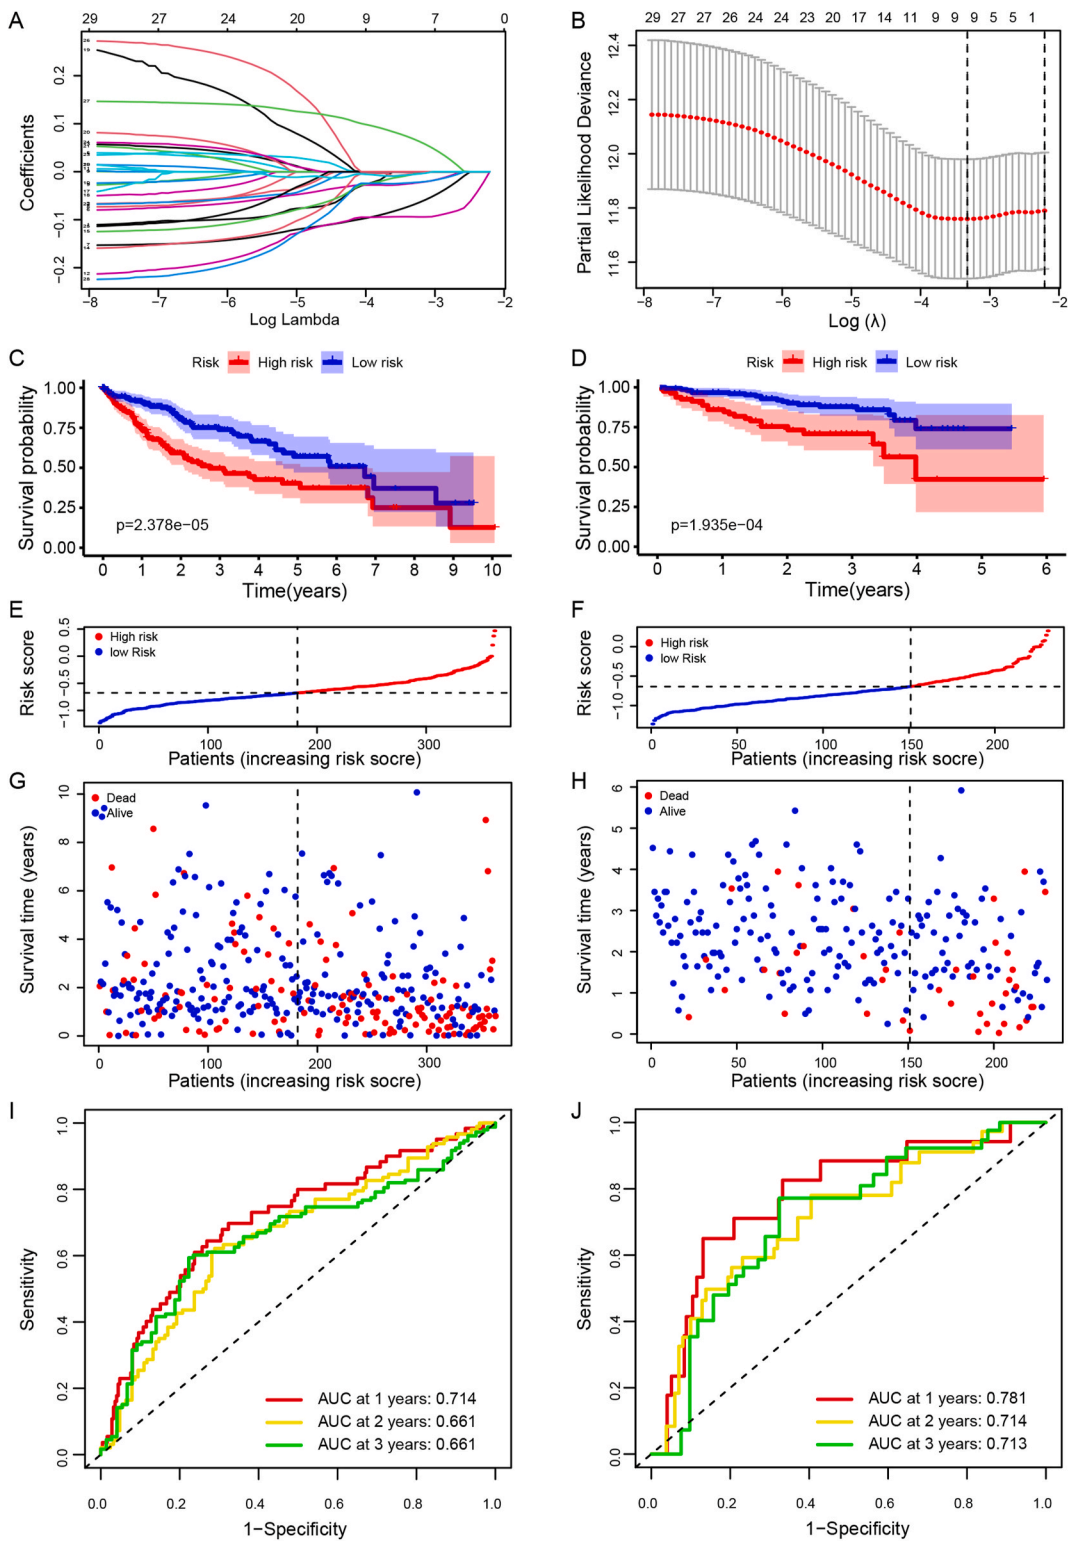 A
29 27 24 20 9 7 0
0.2
0.1
0.0
−0.1
−0.2
Coefficients
−8 −7 −6 −5 −4 −3 −2
Log Lambda
B
29 27 27 26 24 23 20 17 14 11 9 9 9 5 5 1
12.4
12.2
12.0
11.8
11.6
Partial Likelihood Deviance
−8 −7 −6 −5 −4 −3 −2
Log (λ)
C
Risk High risk Low risk
1.00
0.75
0.50
0.25
0.00
Survival probability
p=2.378e−05
0 1 2 3 4 5 6 7 8 9 10
Time(years)
D
Risk High risk Low risk
1.00
0.75
0.50
0.25
0.00
Survival probability
p=1.935e−04
0 1 2 3 4 5 6
Time(years)
E
0.5
0.0
−0.5
−1.0
Risk score
High risk
low Risk
0 100 200 300
Patients (increasing risk socre)
F
0.0
−0.5
−1.0
Risk score
High risk
low Risk
0 50 100 150 200
Patients (increasing risk socre)
G
10
8
6
4
2
0
Survival time (years)
Dead
Alive
0 100 200 300
Patients (increasing risk socre)
H
6
5
4
3
2
1
0
Survival time (years)
Dead
Alive
0 50 100 150 200
Patients (increasing risk socre)
I
1.0
0.8
0.6
0.4
0.2
0.0
Sensitivity
AUC at 1 years: 0.714
AUC at 2 years: 0.661
AUC at 3 years: 0.661
0.0 0.2 0.4 0.6 0.8 1.0
1−Specificity
J
1.0
0.8
0.6
0.4
0.2
0.0
Sensitivity
AUC at 1 years: 0.781
AUC at 2 years: 0.714
AUC at 3 years: 0.713
0.0 0.2 0.4 0.6 0.8 1.0
1−Specificity